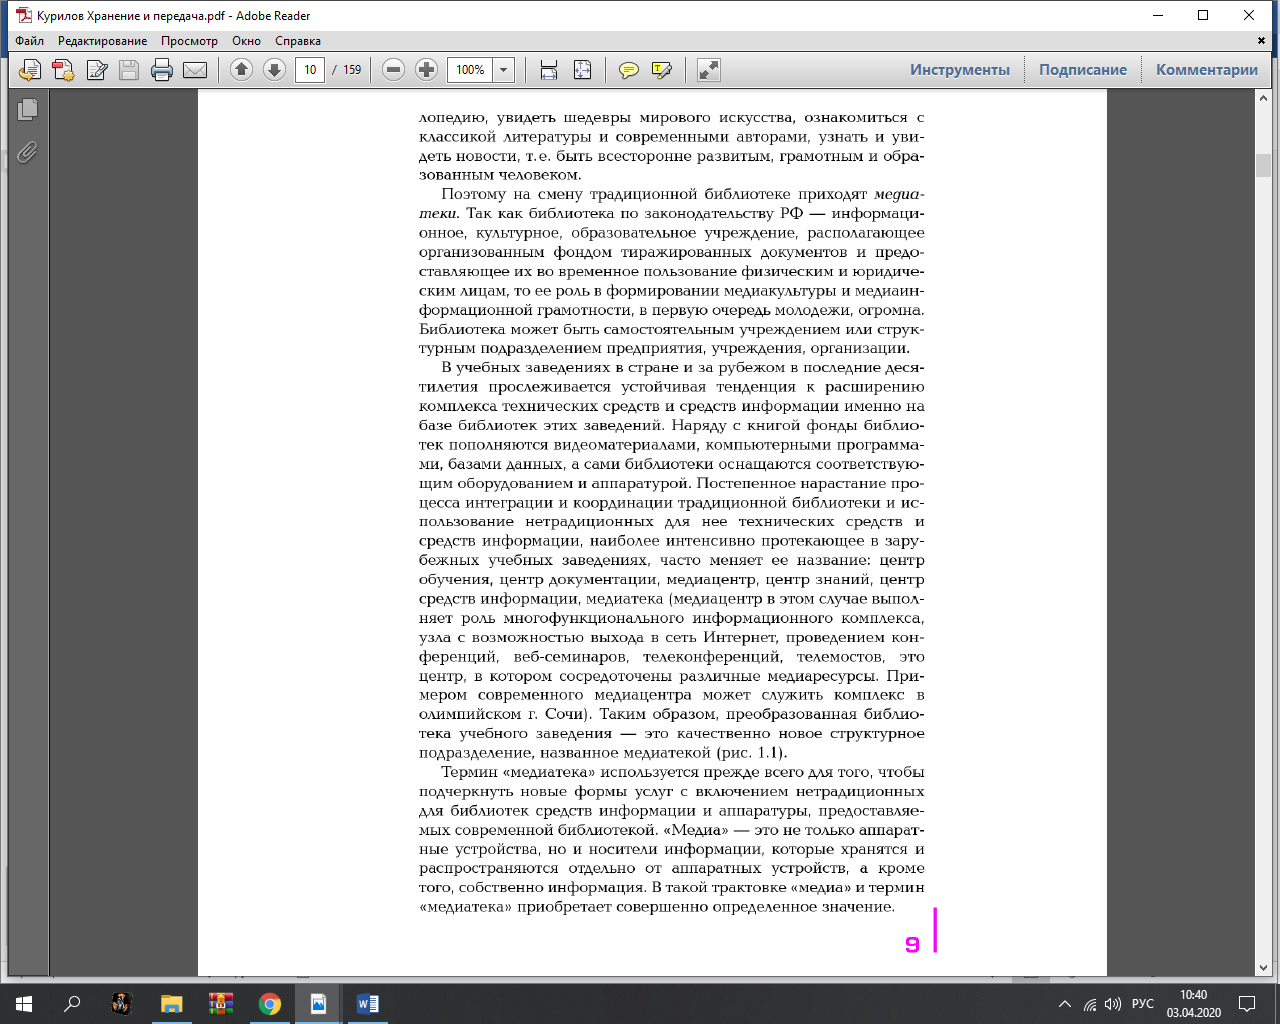 Курилов Хранение и передача.pdf - Adobe Reader
Файл Редактирование Просмотр Окно Справка
10 / 159 100% Инструменты Подписание Комментарии
лопедию, увидеть шедевры мирового искусства, ознакомиться с
классикой литературы и современными авторами, узнать и уви-
деть новости, т. е. быть всесторонне развитым, грамотным и обра-
зованным человеком.
Поэтому на смену традиционной библиотеке приходят медиа-
теки. Так как библиотека по законодательству РФ — информаци-
онное, культурное, образовательное учреждение, располагающее
организованным фондом тиражированных документов и предо-
ставляющее их во временное пользование физическим и юридиче-
ским лицам, то ее роль в формировании медиакультуры и медиаин-
формационной грамотности, в первую очередь молодежи, огромна.
Библиотека может быть самостоятельным учреждением или струк-
турным подразделением предприятия, учреждения, организации.
В учебных заведениях в стране и за рубежом в последние деся-
тилетия прослеживается устойчивая тенденция к расширению
комплекса технических средств и средств информации именно на
базе библиотек этих заведений. Наряду с книгой фонды библио-
тек пополняются видеоматериалами, компьютерными программа-
ми, базами данных, а сами библиотеки оснащаются соответствую-
щим оборудованием и аппаратурой. Постепенное нарастание про-
цесса интеграции и координации традиционной библиотеки и ис-
пользование нетрадиционных для нее технических средств и
средств информации, наиболее интенсивно протекающее в зару-
бежных учебных заведениях, часто меняет ее название: центр
обучения, центр документации, медиацентр, центр знаний, центр
средств информации, медиатека (медиацентр в этом случае выпол-
няет роль многофункционального информационного комплекса,
узла с возможностью выхода в сеть Интернет, проведением кон-
ференций, веб-семинаров, телеконференций, телемостов, это
центр, в котором сосредоточены различные медиаресурсы. При-
мером современного медиацентра может служить комплекс в
олимпийском г. Сочи). Таким образом, преобразованная библио-
тека учебного заведения — это качественно новое структурное
подразделение, названное медиатекой (рис. 1.1).
Термин «медиатека» используется прежде всего для того, чтобы
подчеркнуть новые формы услуг с включением нетрадиционных
для библиотек средств информации и аппаратуры, предоставляе-
мых современной библиотекой. «Медиа» — это не только аппарат-
ные устройства, но и носители информации, которые хранятся и
распространяются отдельно от аппаратных устройств, а кроме
того, собственно информация. В такой трактовке «медиа» и термин
«медиатека» приобретает совершенно определенное значение.
9
РУС
10:40
03.04.2020